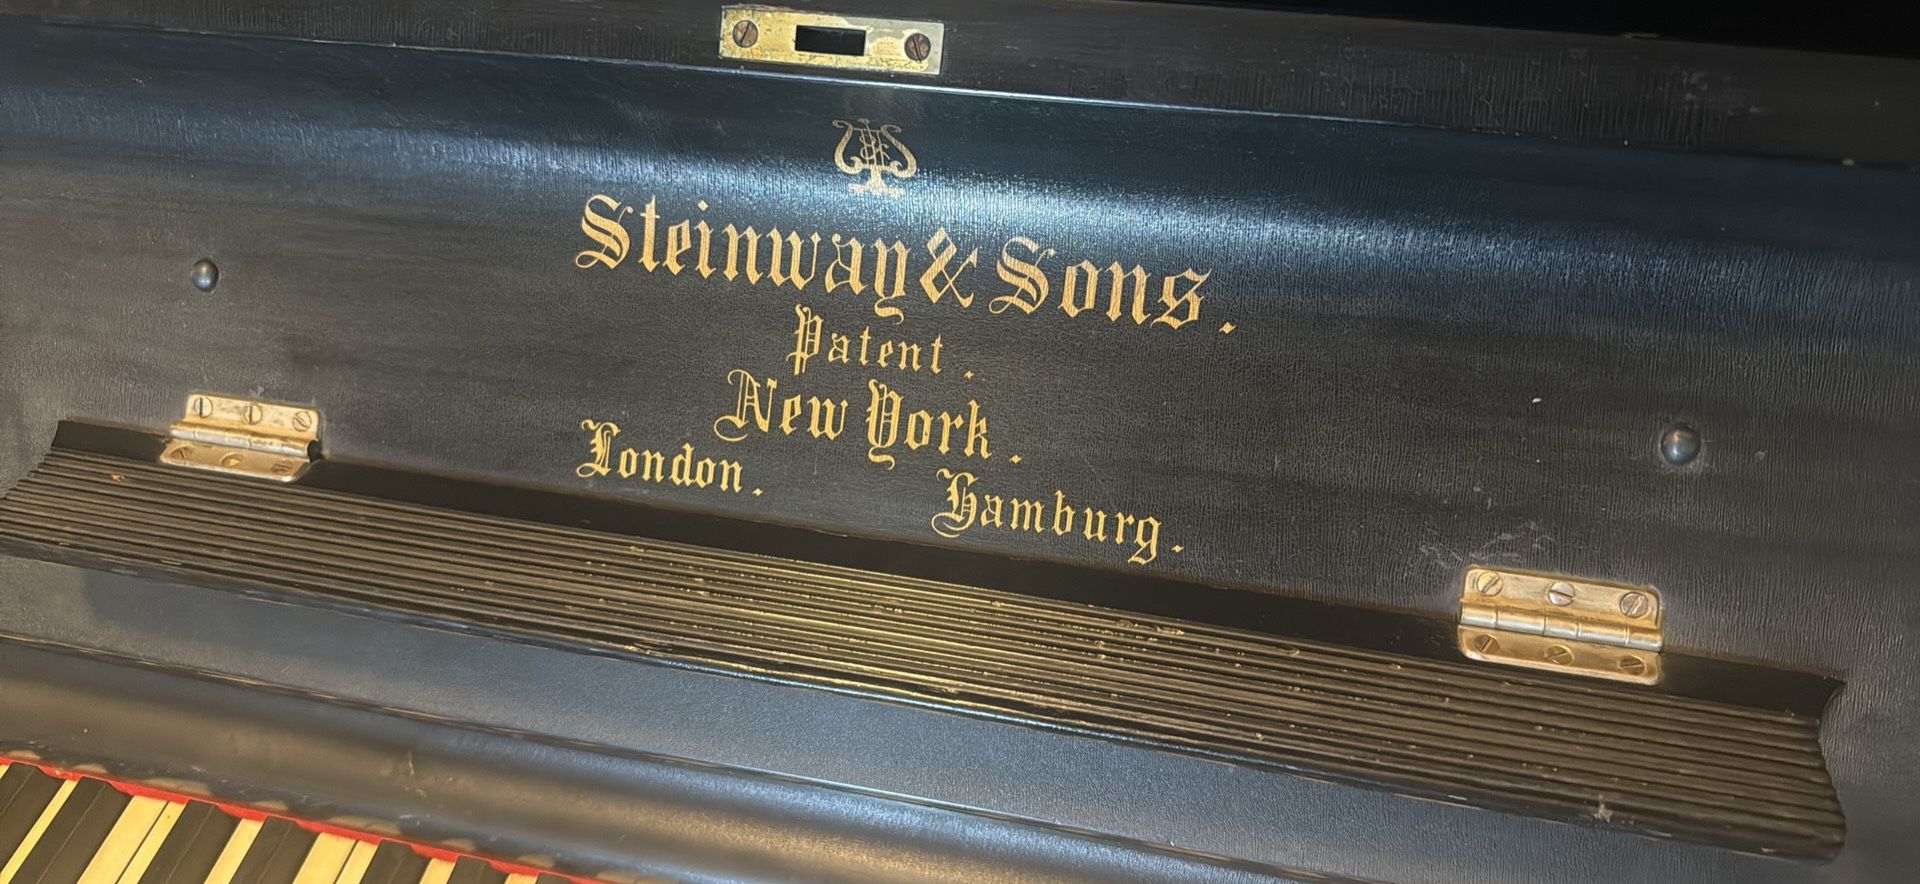 Steinway & Sons.
Patent.
New York.
London. Hamburg.